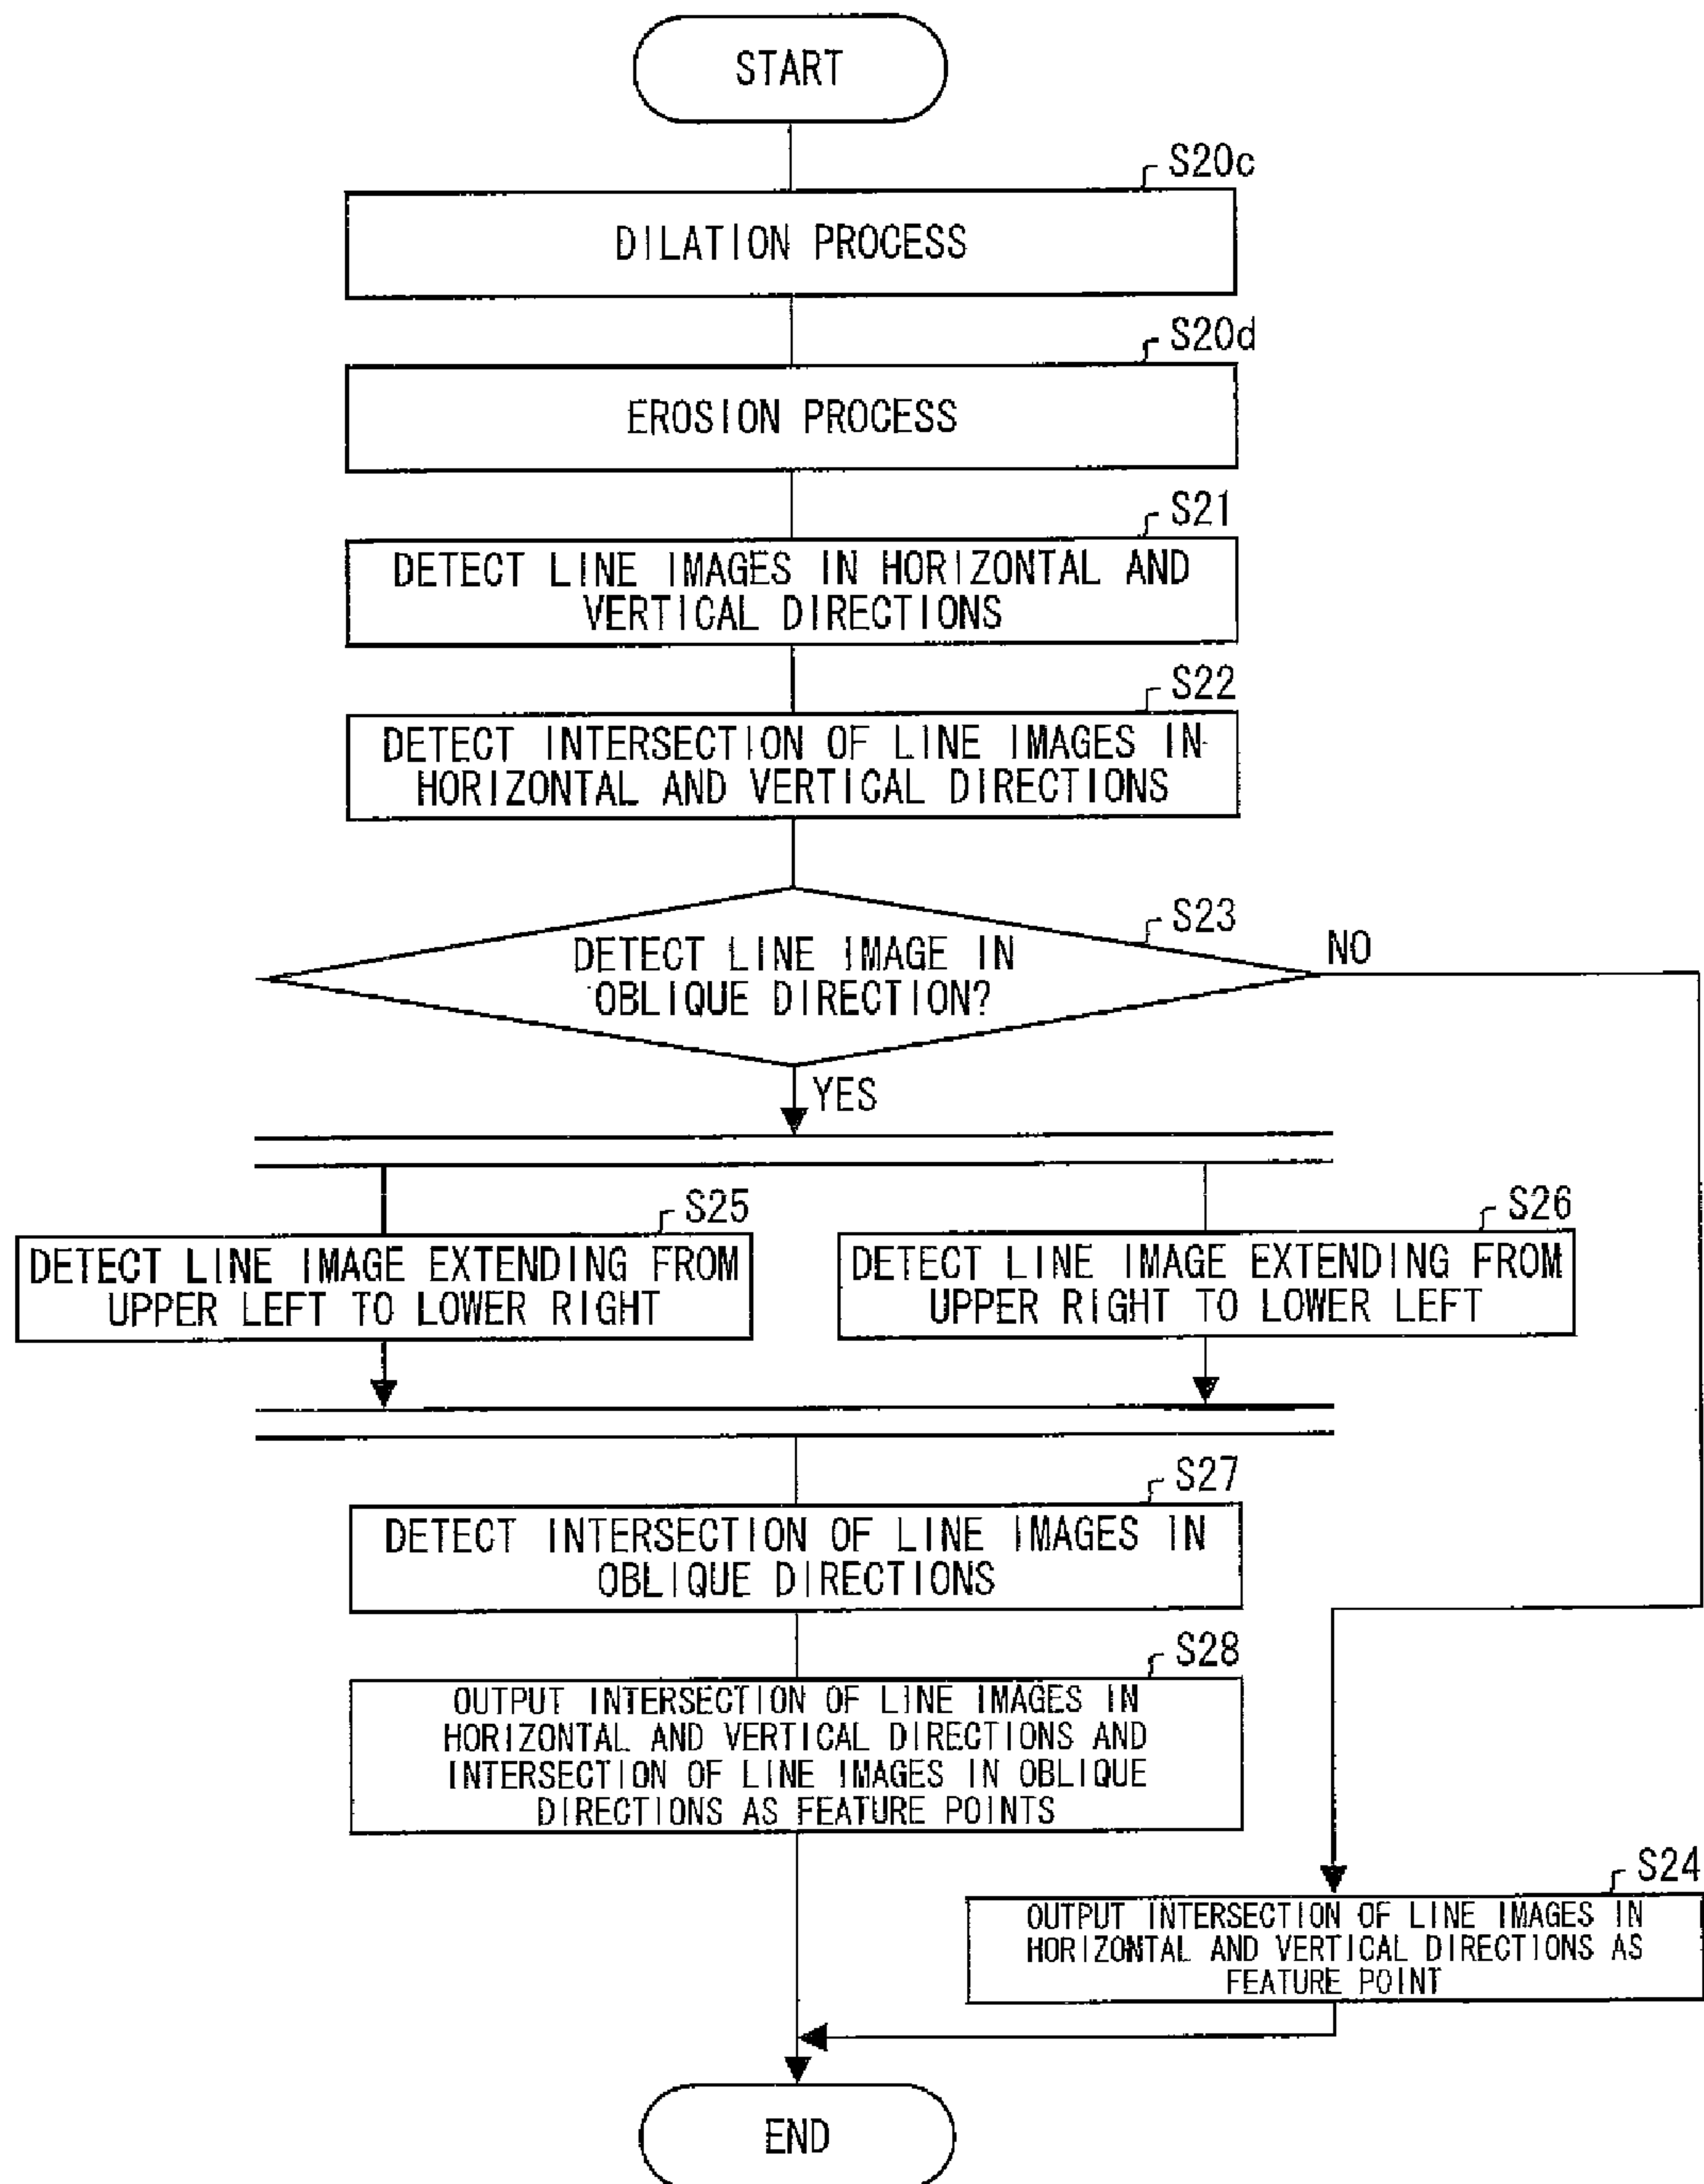 START
S20c
DILATION PROCESS
S20d
EROSION PROCESS
S21
DETECT LINE IMAGES IN HORIZONTAL AND
VERTICAL DIRECTIONS
S22
DETECT INTERSECTION OF LINE IMAGES IN
HORIZONTAL AND VERTICAL DIRECTIONS
S23
DETECT LINE IMAGE IN
OBLIQUE DIRECTION?
NO
YES
S25
DETECT LINE IMAGE EXTENDING FROM
UPPER LEFT TO LOWER RIGHT
S26
DETECT LINE IMAGE EXTENDING FROM
UPPER RIGHT TO LOWER LEFT
S27
DETECT INTERSECTION OF LINE IMAGES IN
OBLIQUE DIRECTIONS
S28
OUTPUT INTERSECTION OF LINE IMAGES IN
HORIZONTAL AND VERTICAL DIRECTIONS AND
INTERSECTION OF LINE IMAGES IN OBLIQUE
DIRECTIONS AS FEATURE POINTS
S24
OUTPUT INTERSECTION OF LINE IMAGES IN
HORIZONTAL AND VERTICAL DIRECTIONS AS
FEATURE POINT
END